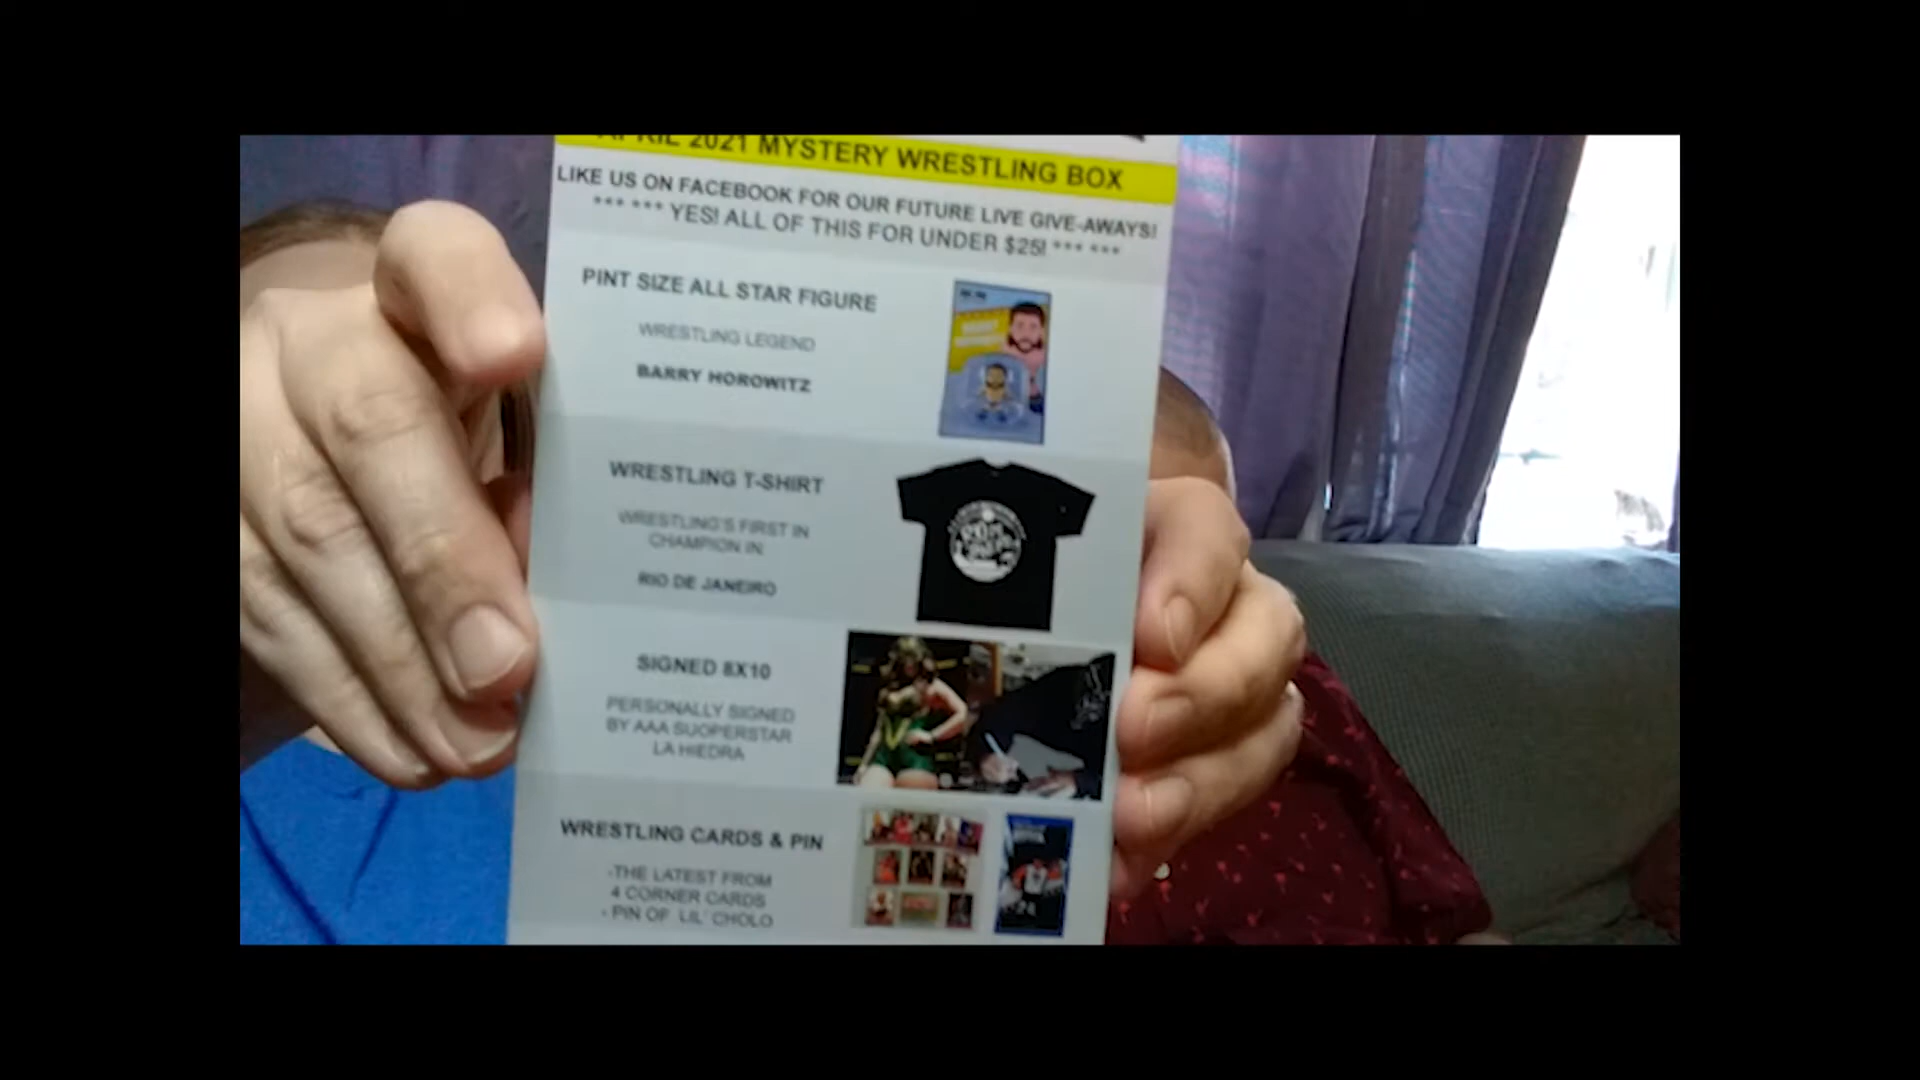 APRIL 2021 MYSTERY WRESTLING BOX
LIKE US ON FACEBOOK FOR OUR FUTURE LIVE GIVE-AWAYS!
*** *** YES! ALL OF THIS FOR UNDER $25! *** ***
PINT SIZE ALL STAR FIGURE
WRESTLING LEGEND
BARRY HOROWITZ
WRESTLING T-SHIRT
WRESTLING'S FIRST IN
CHAMPION IN
RIO DE JANEIRO
SIGNED 8X10
PERSONALLY SIGNED
BY AAA SUOPERSTAR
LA HIEDRA
WRESTLING CARDS & PIN
-THE LATEST FROM
4 CORNER CARDS
- PIN OF LIL' CHOLO